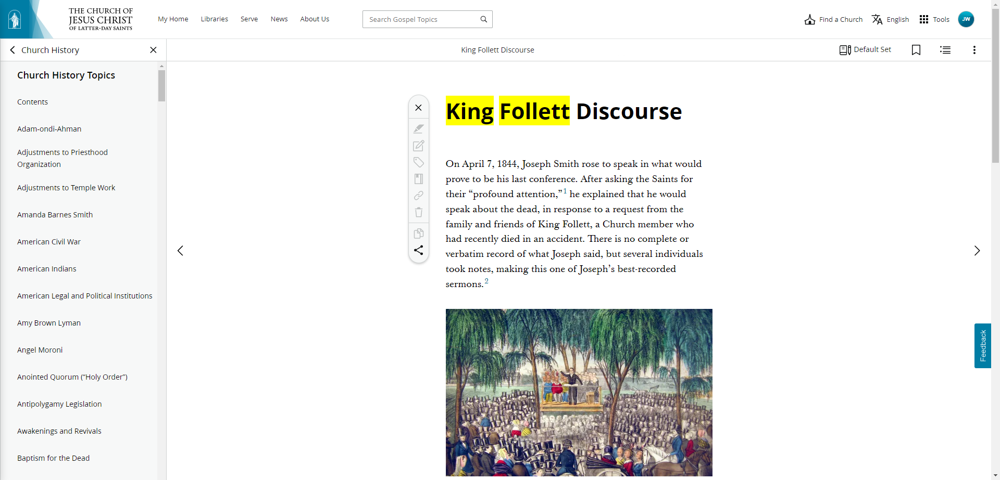 THE CHURCH OF
JESUS CHRIST
OF LATTER-DAY SAINTS
My Home
Libraries
Serve
News
About Us
Search Gospel Topics
Find a Church
English
Tools
JW
Church History
King Follett Discourse
Default Set
Church History Topics
Contents
Adam-ondi-Ahman
Adjustments to Priesthood
Organization
Adjustments to Temple Work
Amanda Barnes Smith
American Civil War
American Indians
American Legal and Political Institutions
Amy Brown Lyman
Angel Moroni
Anointed Quorum (“Holy Order”)
Antipolygamy Legislation
Awakenings and Revivals
Baptism for the Dead
King Follett Discourse
On April 7, 1844, Joseph Smith rose to speak in what would
prove to be his last conference. After asking the Saints for
their “profound attention,”1 he explained that he would
speak about the dead, in response to a request from the
family and friends of King Follett, a Church member who
had recently died in an accident. There is no complete or
verbatim record of what Joseph said, but several individuals
took notes, making this one of Joseph’s best-recorded
sermons.2
Feedback